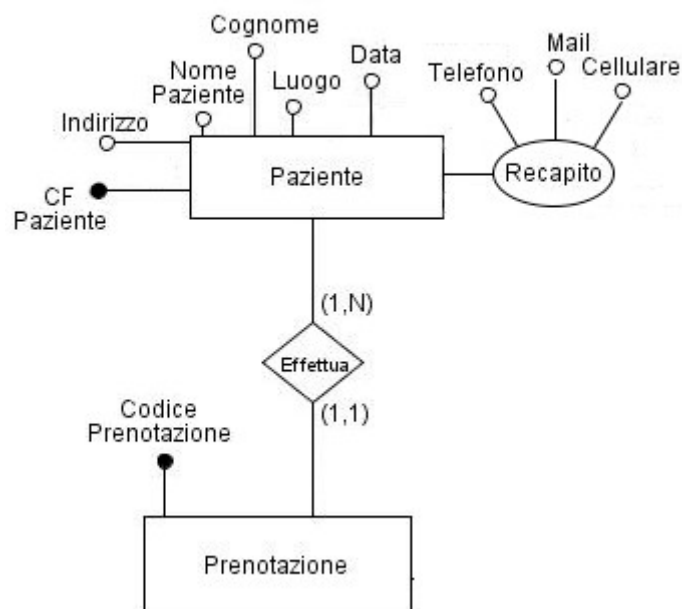 Cognome
Nome
Paziente
Luogo
Data
Indirizzo
CF
Paziente
Paziente
Telefono
Mail
Cellulare
Recapito
(1,N)
Effettua
(1,1)
Codice
Prenotazione
Prenotazione